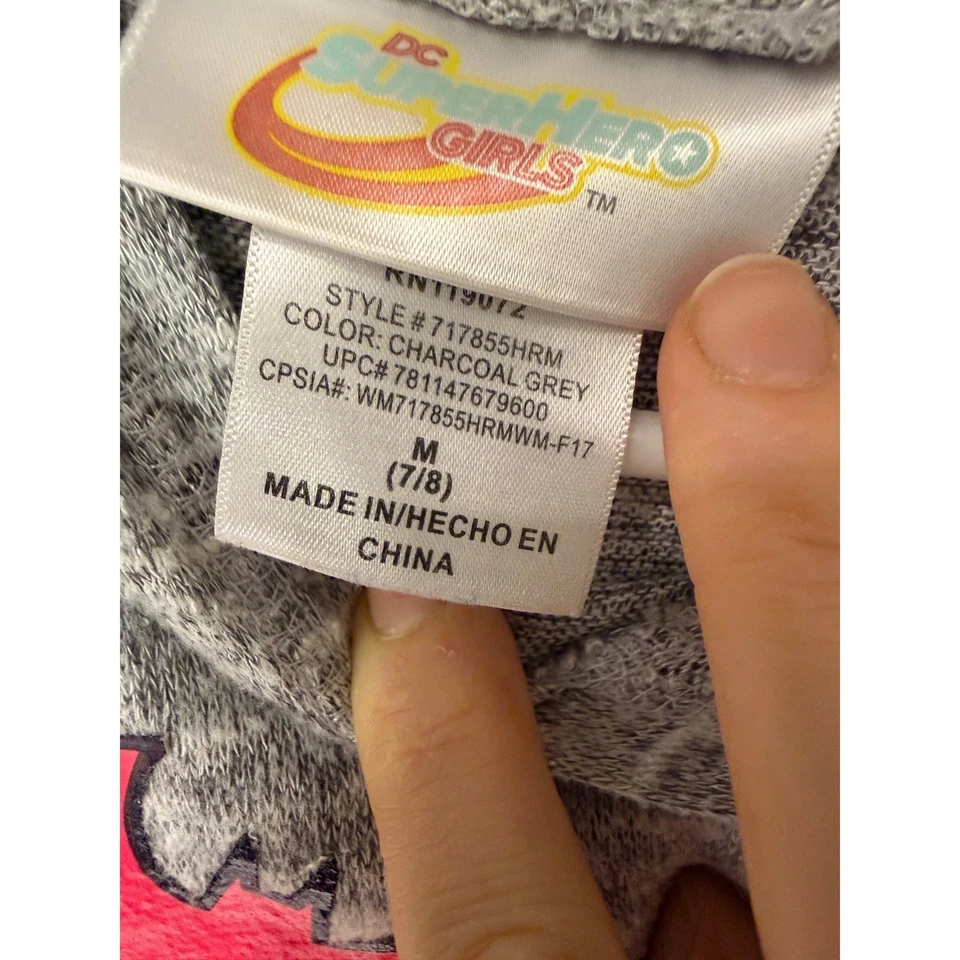 DC
SUPERHERO
GIRLS
TM
RN119072
STYLE # 717855HRM
COLOR: CHARCOAL GREY
UPC# 781147679600
CPSIA#: WM717855HRMWM-F17
M
(7/8)
MADE IN/HECHO EN
CHINA